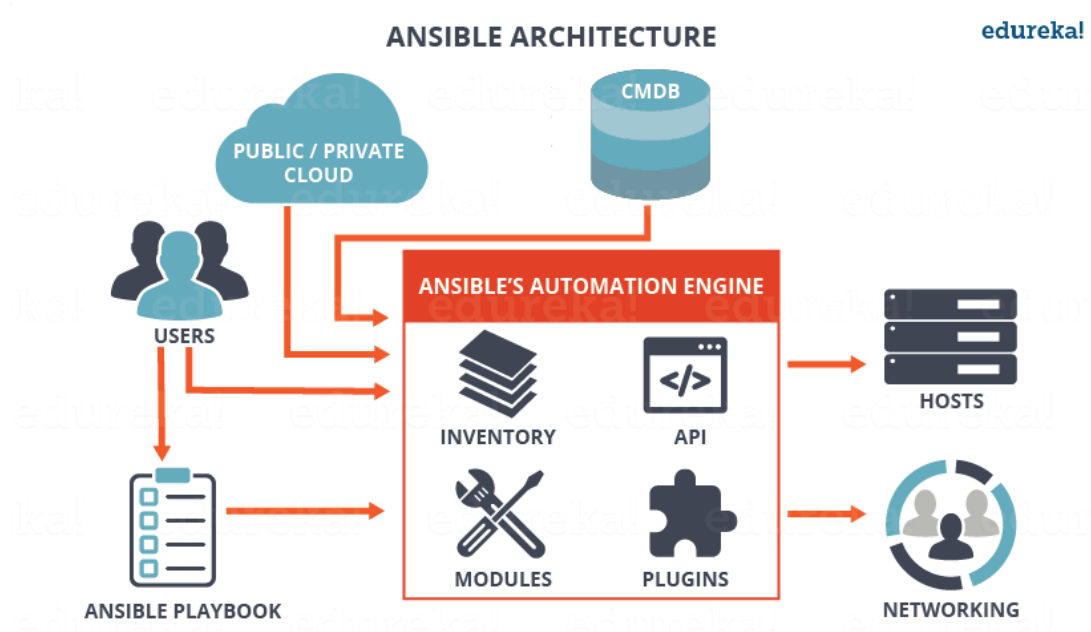 ANSIBLE ARCHITECTURE
edureka!
CMDB
PUBLIC / PRIVATE
CLOUD
ANSIBLE'S AUTOMATION ENGINE
USERS
</>
HOSTS
INVENTORY
API
MODULES
PLUGINS
ANSIBLE PLAYBOOK
NETWORKING